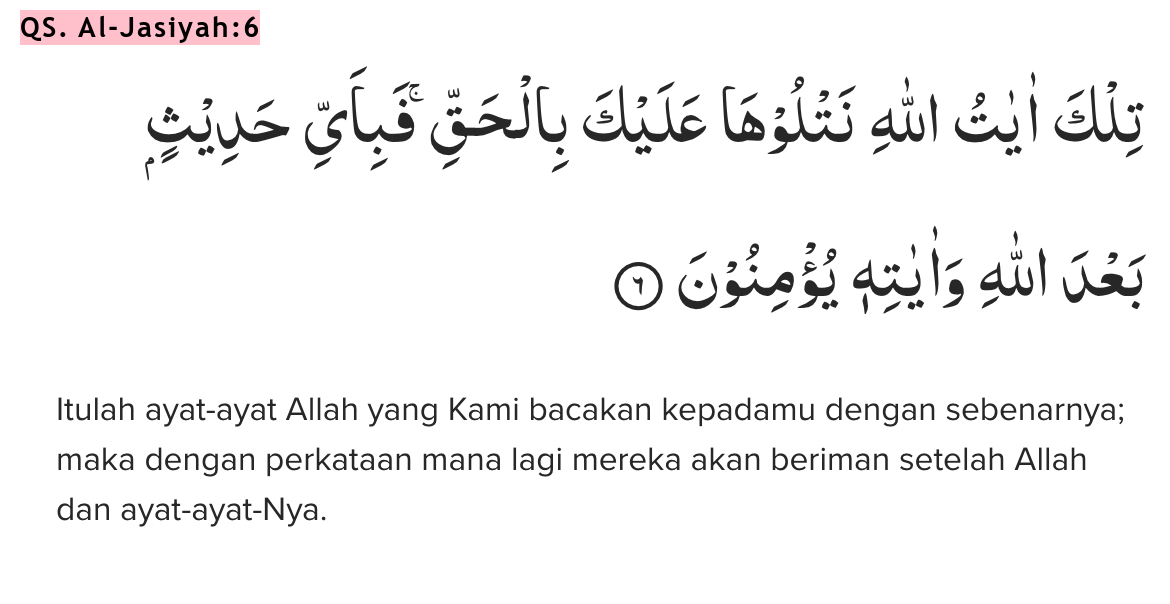 QS. Al-Jasiyah:6
تِلْكَ اٰيٰتُ اللّٰهِ نَتْلُوْهَا عَلَيْكَ بِالْحَقِّۚ فَبِاَيِّ حَدِيْثٍۢ
بَعْدَ اللّٰهِ وَاٰيٰتِهٖ يُؤْمِنُوْنَ ٦
Itulah ayat-ayat Allah yang Kami bacakan kepadamu dengan sebenarnya;
maka dengan perkataan mana lagi mereka akan beriman setelah Allah
dan ayat-ayat-Nya.